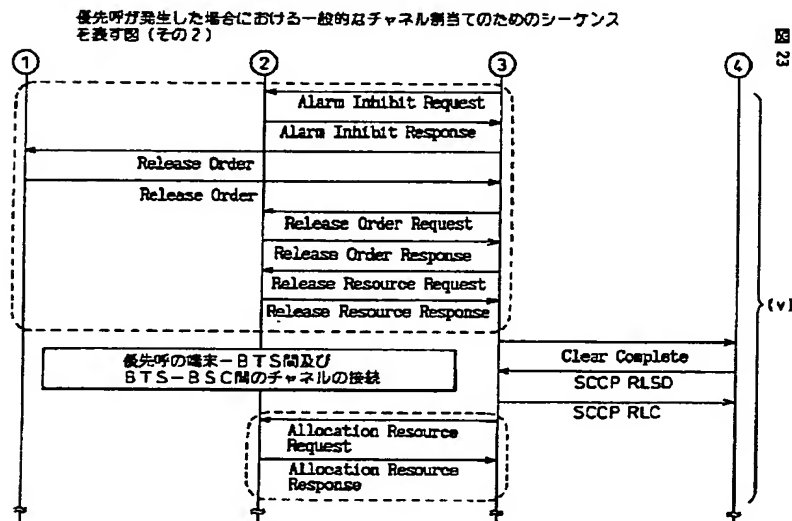 優先呼が発生した場合における一般的なチャネル割当てのためのシーケンス
を表す図（その2）
図 23
① ② ③ ④
Alarm Inhibit Request
Alarm Inhibit Response
Release Order
Release Order
Release Order Request
Release Order Response
Release Resource Request
Release Resource Response
Clear Complete
優先呼の端末－BTS間及び
BTS－BSC間のチャネルの接続
SCCP RLSD
SCCP RLC
Allocation Resource
Request
Allocation Resource
Response
(v)